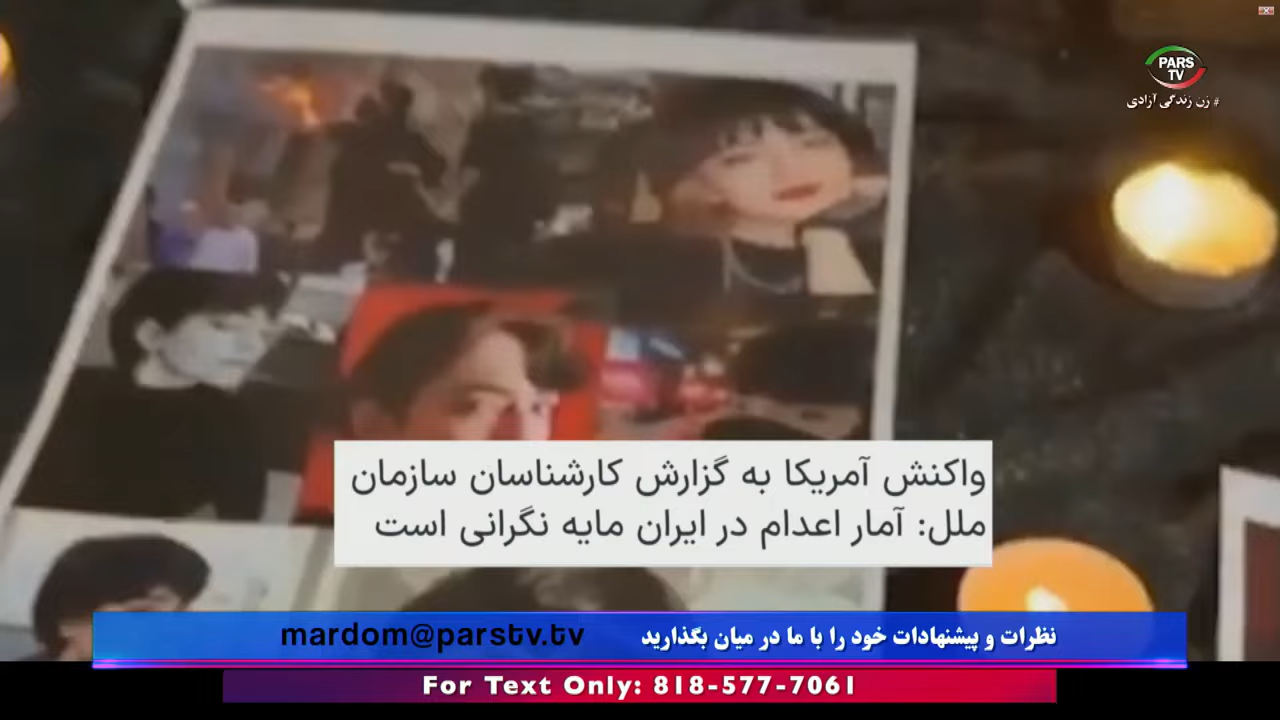 PARS
TV
# زن زندگی آزادی
واکنش آمریکا به گزارش کارشناسان سازمان
ملل: آمار اعدام در ایران مایه نگرانی است
نظرات و پیشنهادات خود را با ما در میان بگذارید mardom@parstv.tv
For Text Only: 818-577-7061